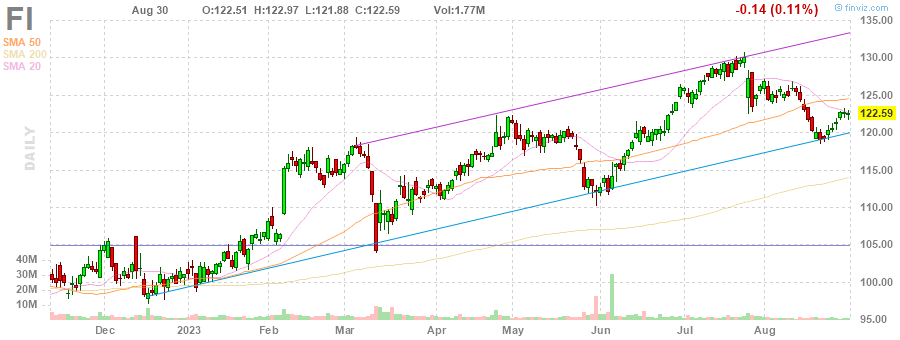 FI
Aug 30 O:122.51 H:122.97 L:121.88 C:122.59 Vol:1.77M -0.14 (0.11%)
© finviz.com
SMA 50
SMA 200
SMA 20
DAILY
135.00
130.00
125.00
122.59
120.00
115.00
110.00
105.00
100.00
95.00
40M
30M
20M
10M
Dec 2023 Feb Mar Apr May Jun Jul Aug